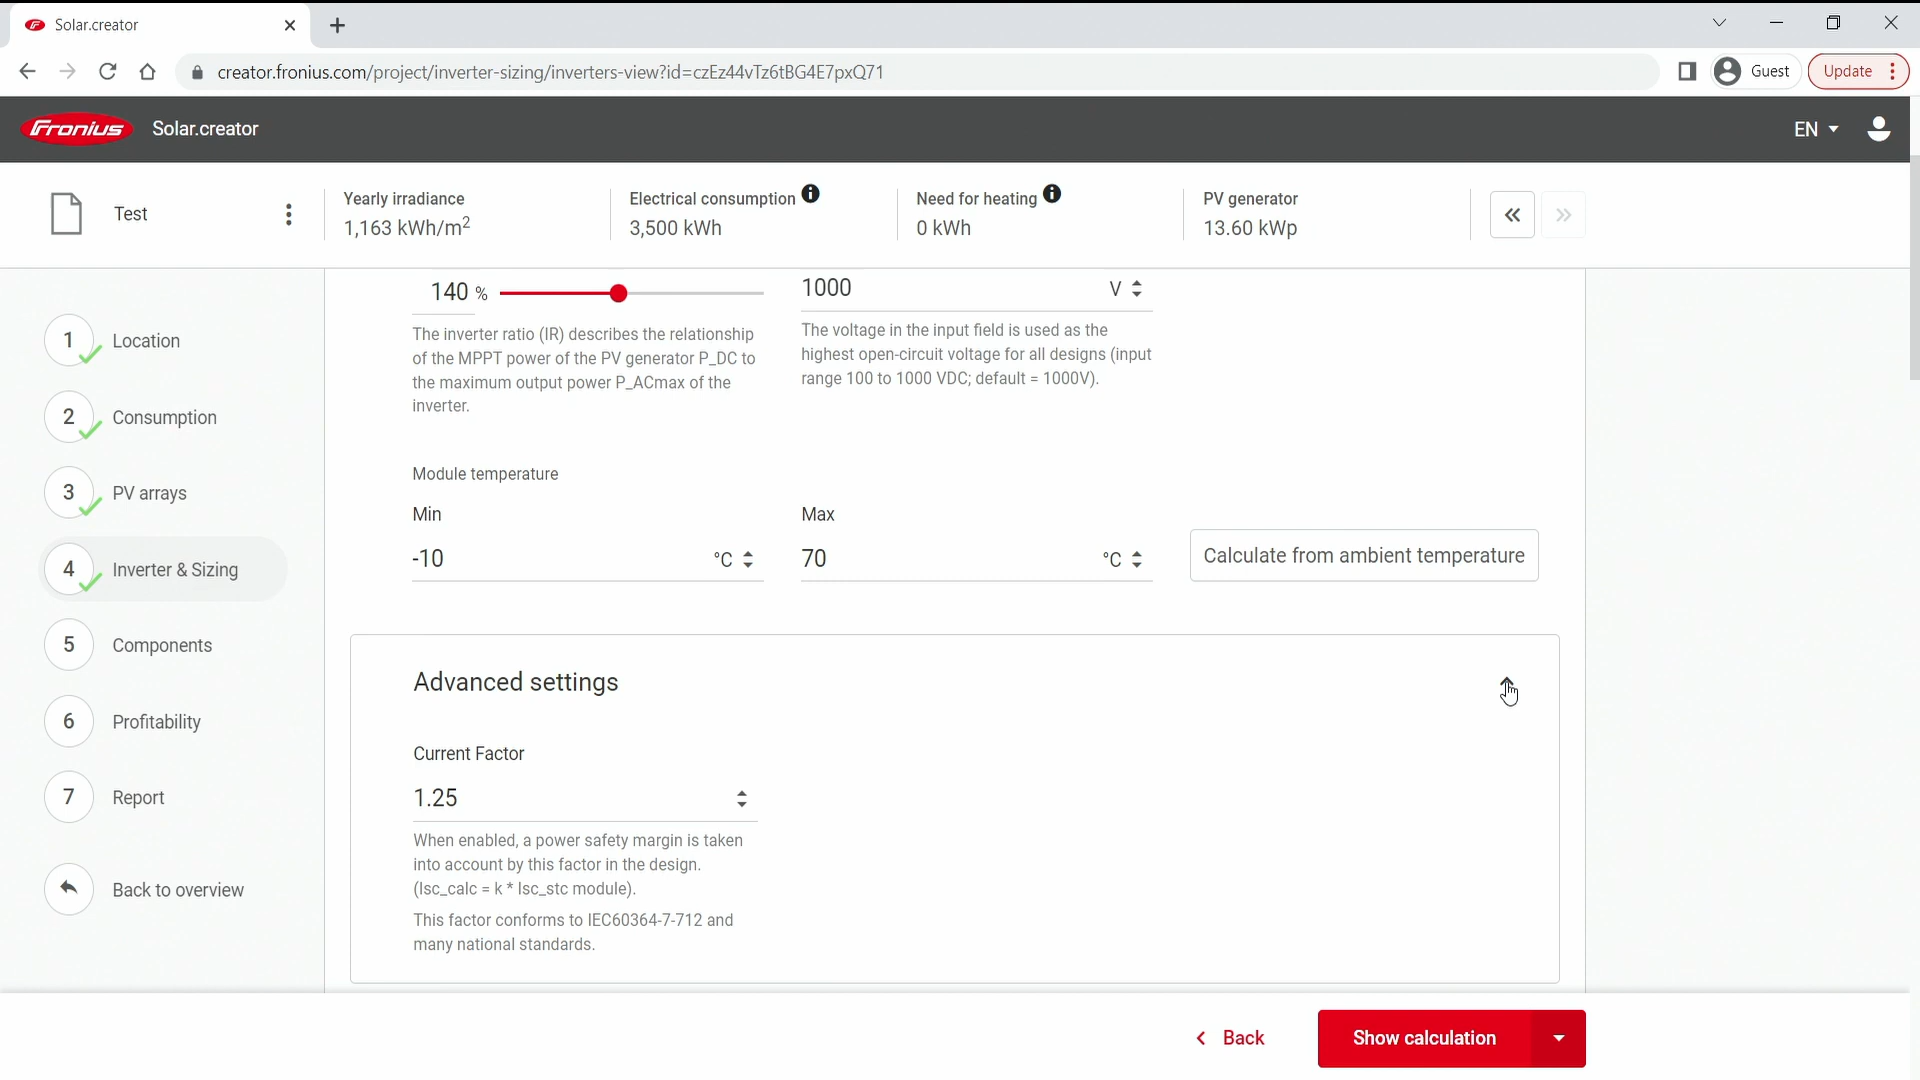 Solar.creator
creator.fronius.com/project/inverter-sizing/inverters-view?id=czEz44vTz6tBG4E7pxQ71
Guest
Update
Fronius
Solar.creator
EN
Test
Yearly irradiance
1,163 kWh/m²
Electrical consumption
3,500 kWh
Need for heating
0 kWh
PV generator
13.60 kWp
1 Location
2 Consumption
3 PV arrays
4 Inverter & Sizing
5 Components
6 Profitability
7 Report
Back to overview
140 %
The inverter ratio (IR) describes the relationship
of the MPPT power of the PV generator P_DC to
the maximum output power P_ACmax of the
inverter.
1000 V
The voltage in the input field is used as the
highest open-circuit voltage for all designs (input
range 100 to 1000 VDC; default = 1000V).
Module temperature
Min
-10 °C
Max
70 °C
Calculate from ambient temperature
Advanced settings
Current Factor
1.25
When enabled, a power safety margin is taken
into account by this factor in the design.
(Isc_calc = k * Isc_stc module).
This factor conforms to IEC60364-7-712 and
many national standards.
Back
Show calculation